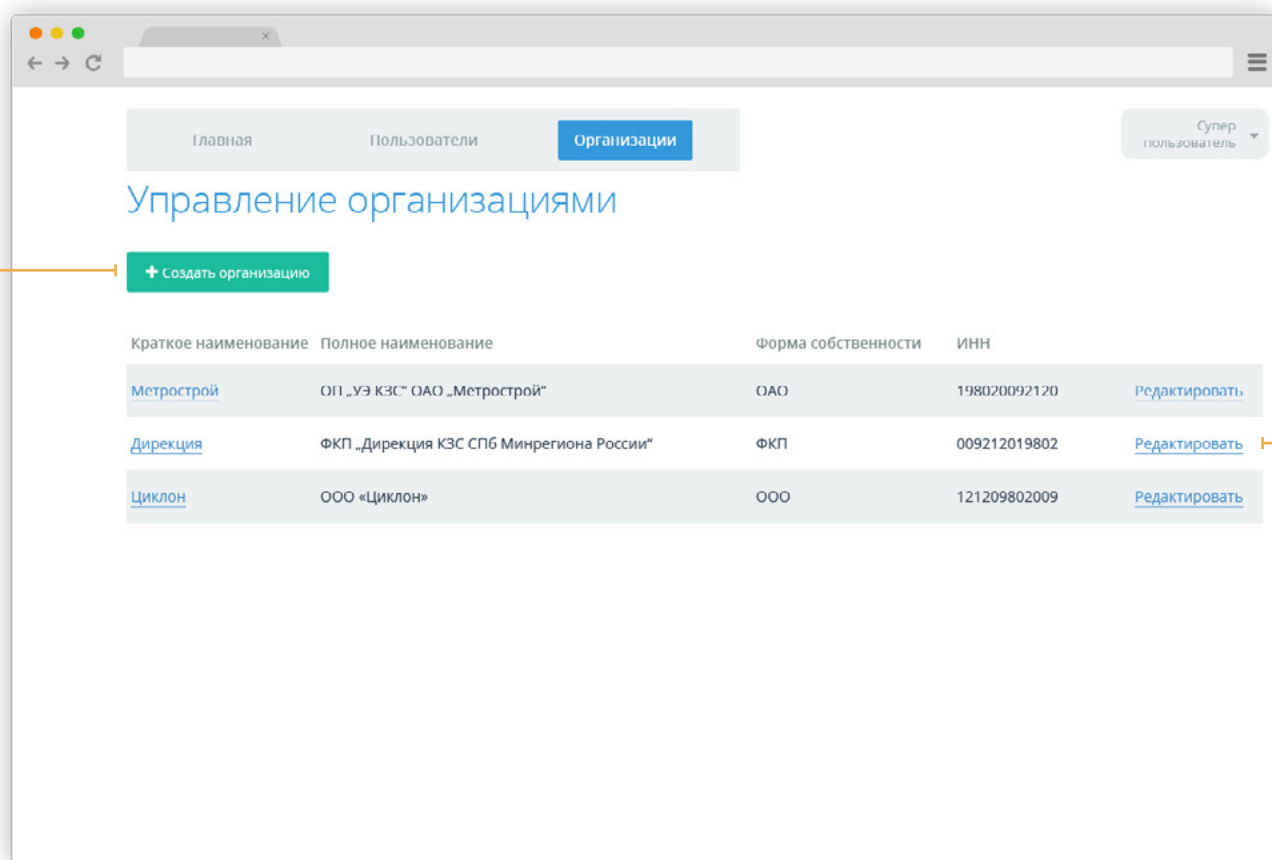 Главная Пользователи Организации
Супер
пользователь
Управление организациями
Создать организацию
Краткое наименование Полное наименование Форма собственности ИНН
Метрострой ОП „УЭ КЗС“ ОАО „Метрострой“ ОАО 198020092120 Редактировать
Дирекция ФКП „Дирекция КЗС СПб Минрегиона России“ ФКП 009212019802 Редактировать
Циклон ООО «Циклон» ООО 121209802009 Редактировать